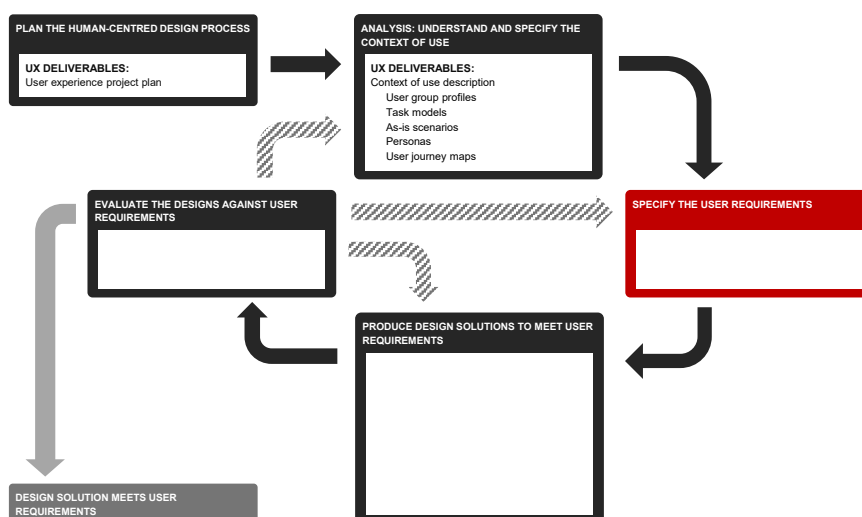 PLAN THE HUMAN-CENTRED DESIGN PROCESS
UX DELIVERABLES:
User experience project plan
ANALYSIS: UNDERSTAND AND SPECIFY THE
CONTEXT OF USE
UX DELIVERABLES:
Context of use description
User group profiles
Task models
As-is scenarios
Personas
User journey maps
EVALUATE THE DESIGNS AGAINST USER
REQUIREMENTS
SPECIFY THE USER REQUIREMENTS
PRODUCE DESIGN SOLUTIONS TO MEET USER
REQUIREMENTS
DESIGN SOLUTION MEETS USER
REQUIREMENTS